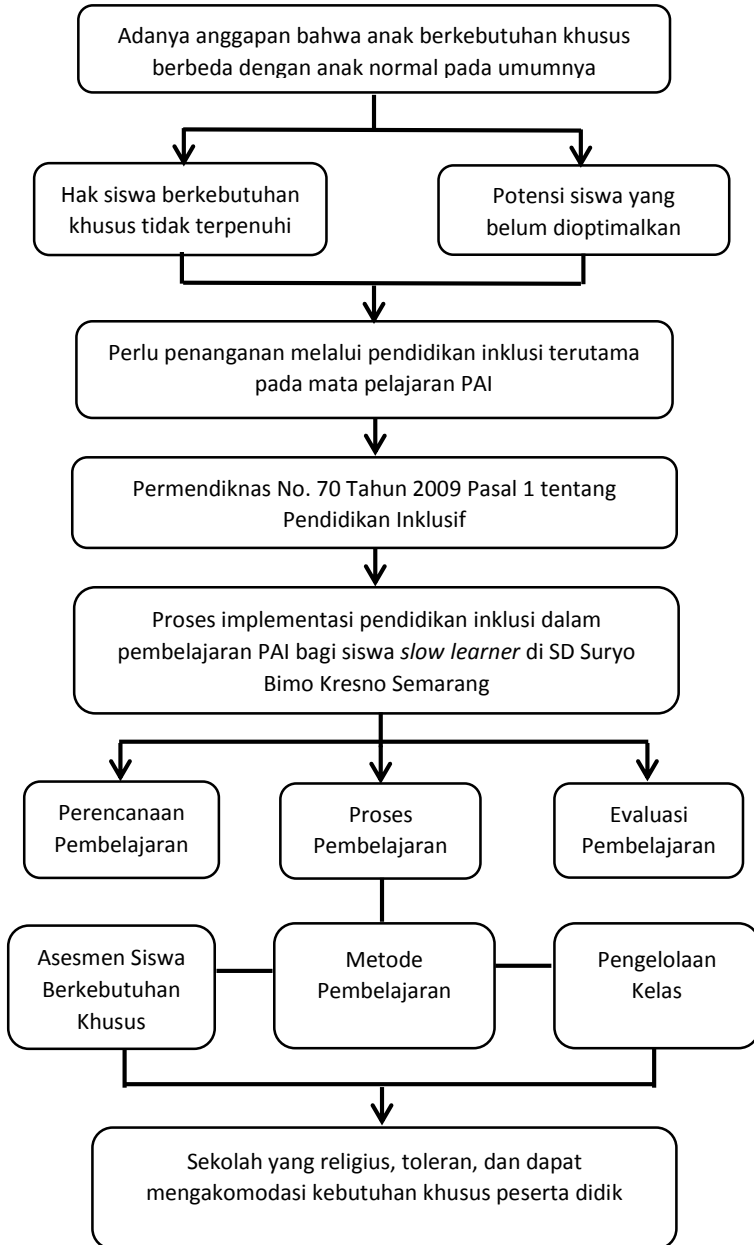 Adanya anggapan bahwa anak berkebutuhan khusus
berbeda dengan anak normal pada umumnya
Hak siswa berkebutuhan
khusus tidak terpenuhi
Potensi siswa yang
belum dioptimalkan
Perlu penanganan melalui pendidikan inklusi terutama
pada mata pelajaran PAI
Permendiknas No. 70 Tahun 2009 Pasal 1 tentang
Pendidikan Inklusif
Proses implementasi pendidikan inklusi dalam
pembelajaran PAI bagi siswa slow learner di SD Suryo
Bimo Kresno Semarang
Perencanaan
Pembelajaran
Proses
Pembelajaran
Evaluasi
Pembelajaran
Asesmen Siswa
Berkebutuhan
Khusus
Metode
Pembelajaran
Pengelolaan
Kelas
Sekolah yang religius, toleran, dan dapat
mengakomodasi kebutuhan khusus peserta didik